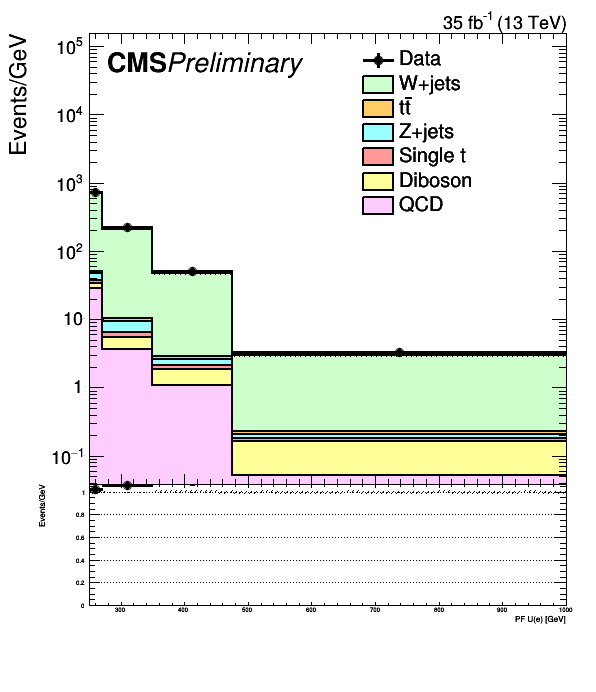 35 fb⁻¹ (13 TeV)
Events/GeV
10⁵
10⁴
10³
10²
10
1
10⁻¹
CMS Preliminary
Data
W+jets
tt̄
Z+jets
Single t
Diboson
QCD
Events/GeV
1
0.8
0.6
0.4
0.2
0
300 400 500 600 700 800 900 1000
PF U(e) [GeV]